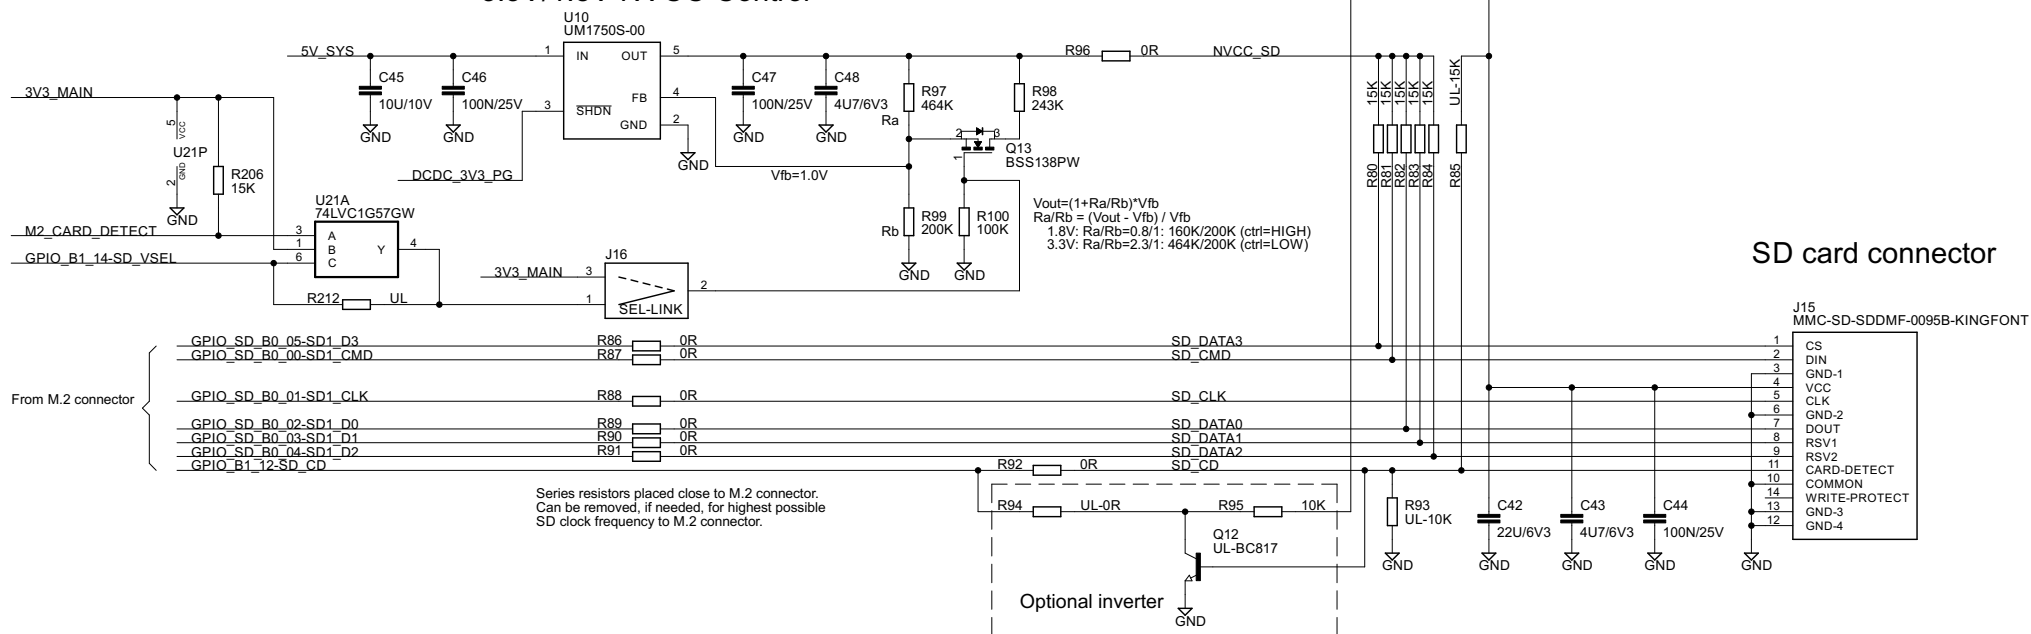 U10
UM1750S-00
5V_SYS
1
IN
OUT
5
R96
0R
NVCC_SD
3V3_MAIN
C45
10U/10V
GND
C46
100N/25V
GND
3
SHDN
FB
4
GND
2
GND
C47
100N/25V
GND
C48
4U7/6V3
GND
R97
464K
Ra
R98
243K
2
3
1
Q13
BSS138PW
15K
15K
15K
15K
15K
UL-15K
R80
R81
R82
R83
R84
R85
5
VCC
U21P
GND
2
GND
R206
15K
DCDC_3V3_PG
Vfb=1.0V
U21A
74LVC1G57GW
M2_CARD_DETECT
3
A
1
B
Y
4
GPIO_B1_14-SD_VSEL
6
C
R212
UL
Rb
R99
200K
GND
R100
100K
GND
Vout=(1+Ra/Rb)*Vfb
Ra/Rb = (Vout - Vfb) / Vfb
1.8V: Ra/Rb=0.8/1: 160K/200K (ctrl=HIGH)
3.3V: Ra/Rb=2.3/1: 464K/200K (ctrl=LOW)
J16
3V3_MAIN
3
1
2
SEL-LINK
SD card connector
J15
MMC-SD-SDDMF-0095B-KINGFONT
From M.2 connector
GPIO_SD_B0_05-SD1_D3
R86
0R
SD_DATA3
GPIO_SD_B0_00-SD1_CMD
R87
0R
SD_CMD
GPIO_SD_B0_01-SD1_CLK
R88
0R
SD_CLK
GPIO_SD_B0_02-SD1_D0
R89
0R
SD_DATA0
GPIO_SD_B0_03-SD1_D1
R90
0R
SD_DATA1
GPIO_SD_B0_04-SD1_D2
R91
0R
SD_DATA2
GPIO_B1_12-SD_CD
R92
0R
SD_CD
1
CS
2
DIN
3
GND-1
4
VCC
5
CLK
6
GND-2
7
DOUT
8
RSV1
9
RSV2
11
CARD-DETECT
10
COMMON
14
WRITE-PROTECT
13
GND-3
12
GND-4
Series resistors placed close to M.2 connector.
Can be removed, if needed, for highest possible
SD clock frequency to M.2 connector.
R94
UL-0R
R95
10K
Q12
UL-BC817
GND
Optional inverter
R93
UL-10K
GND
C42
22U/6V3
GND
C43
4U7/6V3
GND
C44
100N/25V
GND
GND